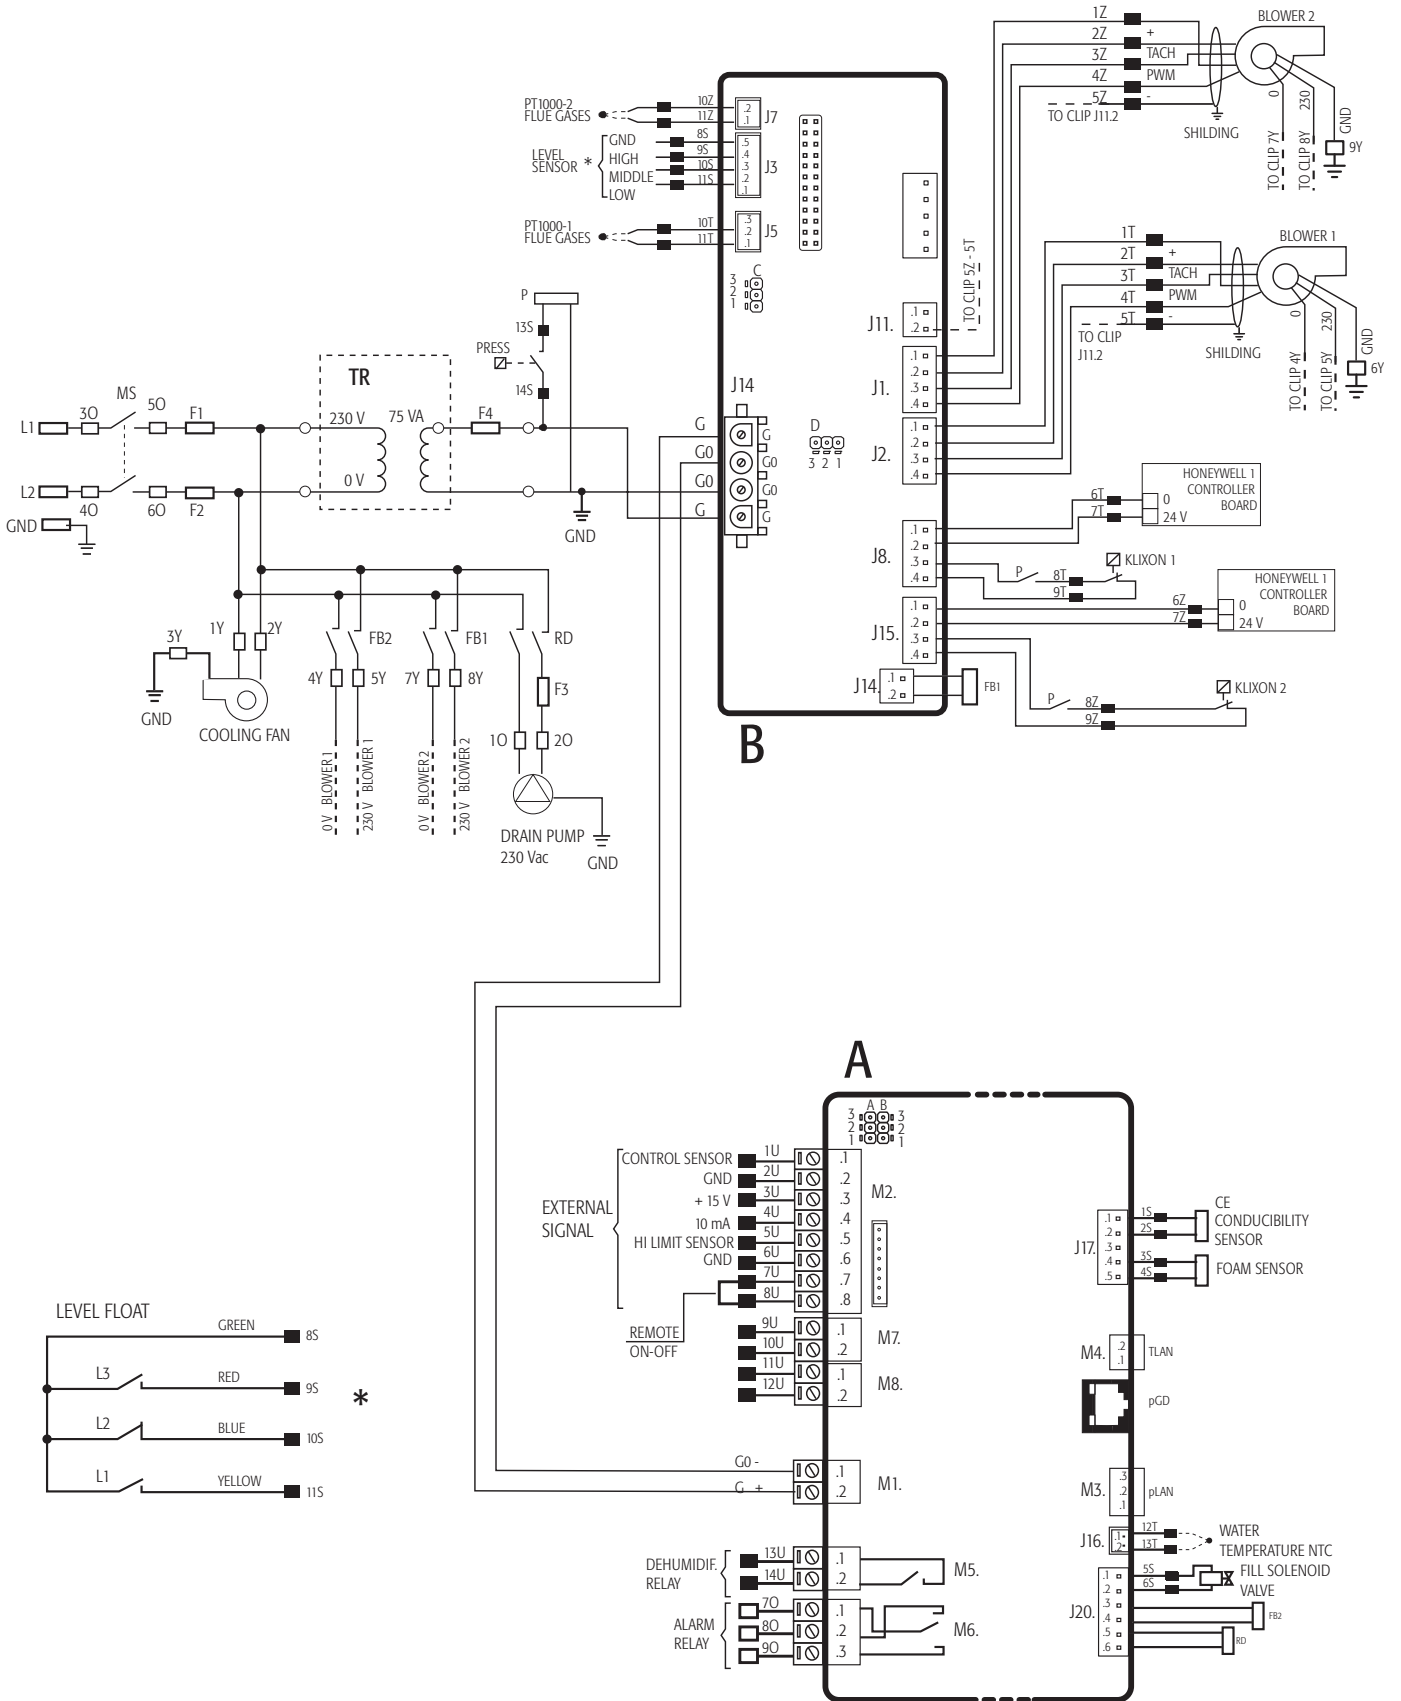 PT1000-2
FLUE GASES
10Z
11Z
.2
.1
J7
LEVEL
SENSOR
*
GND
HIGH
MIDDLE
LOW
8S
9S
10S
11S
.5
.4
.3
.2
.1
J3
PT1000-1
FLUE GASES
10T
11T
.3
.2
.1
J5
C
3
2
1
P
13S
PRESS
14S
TR
230 V
0 V
75 VA
F4
L1
3O
MS
5O
F1
L2
4O
6O
F2
GND
GND
J14
G
G0
G0
G
G
G0
G0
G
D
3 2 1
1Y
2Y
3Y
GND
COOLING FAN
FB2
4Y
5Y
0 V BLOWER 1
230 V BLOWER 1
FB1
7Y
8Y
0 V BLOWER 2
230 V BLOWER 2
RD
F3
1O
2O
DRAIN PUMP
230 Vac
GND
B
J11.
.1
.2
TO CLIP 5Z - 5T
J1.
.1
.2
.3
.4
J2.
.1
.2
.3
.4
J8.
.1
.2
.3
.4
J15.
.1
.2
.3
.4
J14.
.1
.2
FB1
1Z
2Z
3Z
4Z
5Z
+
TACH
PWM
-
TO CLIP J11.2
BLOWER 2
SHILDING
0
230
TO CLIP 7Y
TO CLIP 8Y
GND
9Y
1T
2T
3T
4T
5T
+
TACH
PWM
-
TO CLIP
J11.2
BLOWER 1
SHILDING
0
230
TO CLIP 4Y
TO CLIP 5Y
GND
6Y
6T
7T
0
24 V
HONEYWELL 1
CONTROLLER
BOARD
P
8T
9T
KLIXON 1
6Z
7Z
0
24 V
HONEYWELL 1
CONTROLLER
BOARD
P
8Z
9Z
KLIXON 2
A
A B
3 3
2 2
1 1
EXTERNAL
SIGNAL
CONTROL SENSOR
GND
+ 15 V
10 mA
HI LIMIT SENSOR
GND
1U
2U
3U
4U
5U
6U
7U
8U
.1
.2
.3
.4
.5
.6
.7
.8
M2.
REMOTE
ON-OFF
9U
10U
11U
12U
.1
.2
M7.
.1
.2
M8.
G0 -
G +
.1
.2
M1.
DEHUMIDIF.
RELAY
13U
14U
.1
.2
M5.
ALARM
RELAY
7O
8O
9O
.1
.2
.3
M6.
J17.
.1
.2
.3
.4
.5
1S
2S
3S
4S
CE
CONDUCIBILITY
SENSOR
FOAM SENSOR
M4.
.2
.1
TLAN
pGD
M3.
.3
.2
.1
pLAN
J16.
.1
.2
12T
13T
WATER
TEMPERATURE NTC
J20.
.1
.2
.3
.4
.5
.6
5S
6S
FILL SOLENOID
VALVE
FB2
RD
LEVEL FLOAT
GREEN
8S
L3
RED
9S
L2
BLUE
10S
L1
YELLOW
11S
*